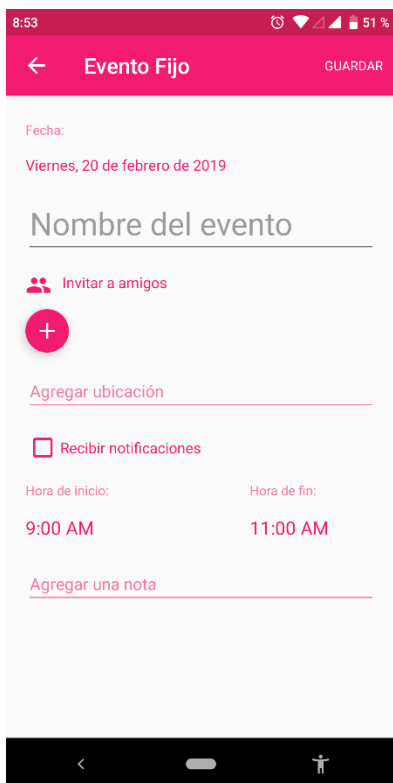 8:53 51 %
Evento Fijo GUARDAR
Fecha:
Viernes, 20 de febrero de 2019
Nombre del evento
Invitar a amigos
Agregar ubicación
Recibir notificaciones
Hora de inicio: Hora de fin:
9:00 AM 11:00 AM
Agregar una nota